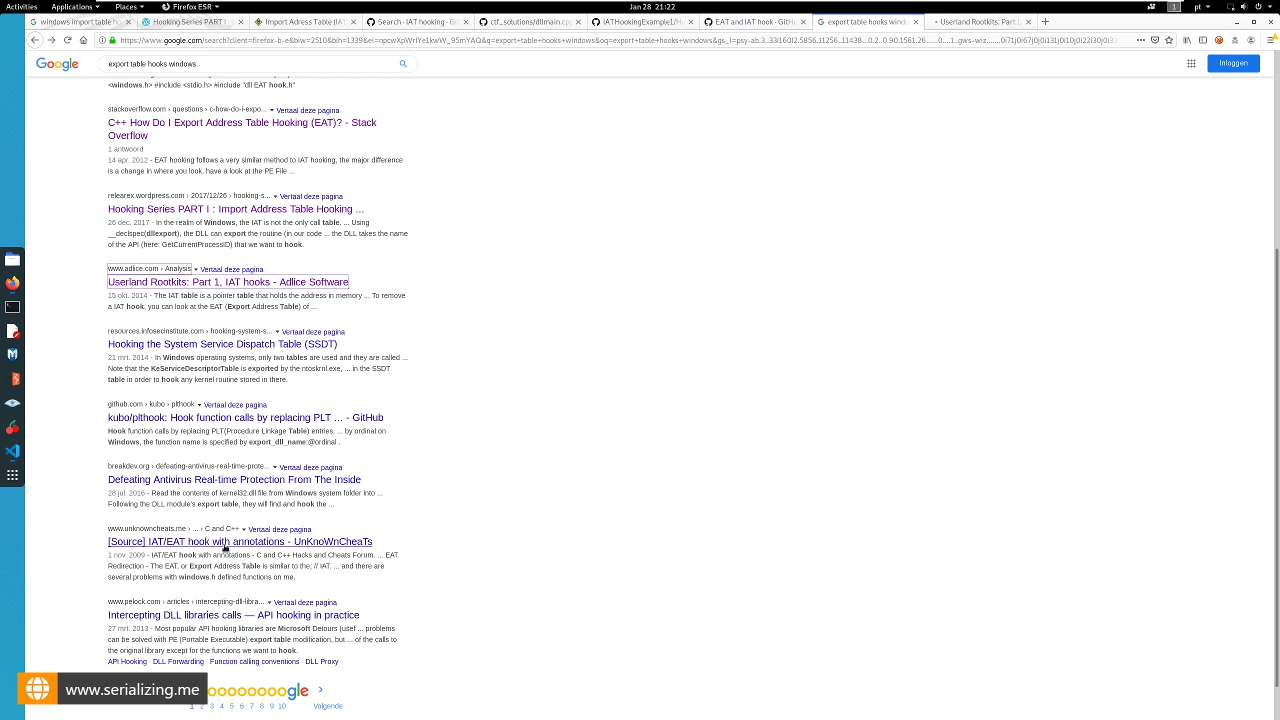 Activities Applications Places Firefox ESR Jan 28 21:22 1 pt
windows import table h Hooking Series PART I : Import Adress Table (IAT Search · IAT hooking · Gi ctf_solutions/dllmain.cp IATHookingExample1/H EAT and IAT hook · GitHu export table hooks windo Userland Rootkits: Part 1,
Google export table hooks windows Inloggen
<windows.h> #include <stdio.h> #include "dll EAT hook.h"
stackoverflow.com › questions › c-how-do-i-expo... Vertaal deze pagina
C++ How Do I Export Address Table Hooking (EAT)? - Stack
Overflow
1 antwoord
14 apr. 2012 - EAT hooking follows a very similar method to IAT hooking, the major difference
is a change in where you look, have a look at the PE File ...
relearex.wordpress.com › 2017/12/26 › hooking-s... Vertaal deze pagina
Hooking Series PART I : Import Address Table Hooking ...
26 dec. 2017 - In the realm of Windows, the IAT is not the only call table. ... Using
__declspec(dllexport), the DLL can export the routine (in our code ... the DLL takes the name
of the API (here: GetCurrentProcessID) that we want to hook.
www.adlice.com › Analysis Vertaal deze pagina
Userland Rootkits: Part 1, IAT hooks - Adlice Software
15 okt. 2014 - The IAT table is a pointer table that holds the address in memory ... To remove
a IAT hook, you can look at the EAT (Export Address Table) of ...
resources.infosecinstitute.com › hooking-system-s... Vertaal deze pagina
Hooking the System Service Dispatch Table (SSDT)
21 mrt. 2014 - In Windows operating systems, only two tables are used and they are called ...
Note that the KeServiceDescriptorTable is exported by the ntoskrnl.exe, ... in the SSDT
table in order to hook any kernel routine stored in there.
github.com › kubo › plthook Vertaal deze pagina
kubo/plthook: Hook function calls by replacing PLT ... - GitHub
Hook function calls by replacing PLT(Procedure Linkage Table) entries. ... by ordinal on
Windows, the function name is specified by export_dll_name:@ordinal .
breakdev.org › defeating-antivirus-real-time-prote... Vertaal deze pagina
Defeating Antivirus Real-time Protection From The Inside
28 jul. 2016 - Read the contents of kernel32.dll file from Windows system folder into ...
Following the DLL module's export table, they will find and hook the ...
www.unknowncheats.me › ... › C and C++ Vertaal deze pagina
[Source] IAT/EAT hook with annotations - UnKnoWnCheaTs
1 nov. 2009 - IAT/EAT hook with annotations - C and C++ Hacks and Cheats Forum. ... EAT
Redirection - The EAT, or Export Address Table is similar to the; // IAT. ... and there are
several problems with windows.h defined functions on me.
www.pelock.com › articles › intercepting-dll-libra... Vertaal deze pagina
Intercepting DLL libraries calls — API hooking in practice
27 mrt. 2013 - Most popular API hooking libraries are Microsoft Detours (usef ... problems
can be solved with PE (Portable Executable) export table modification, but ... of the calls to
the original library except for the functions we want to hook.
API Hooking · DLL Forwarding · Function calling conventions · DLL Proxy
www.serializing.me
ooooooooogle
1 2 3 4 5 6 7 8 9 10 Volgende